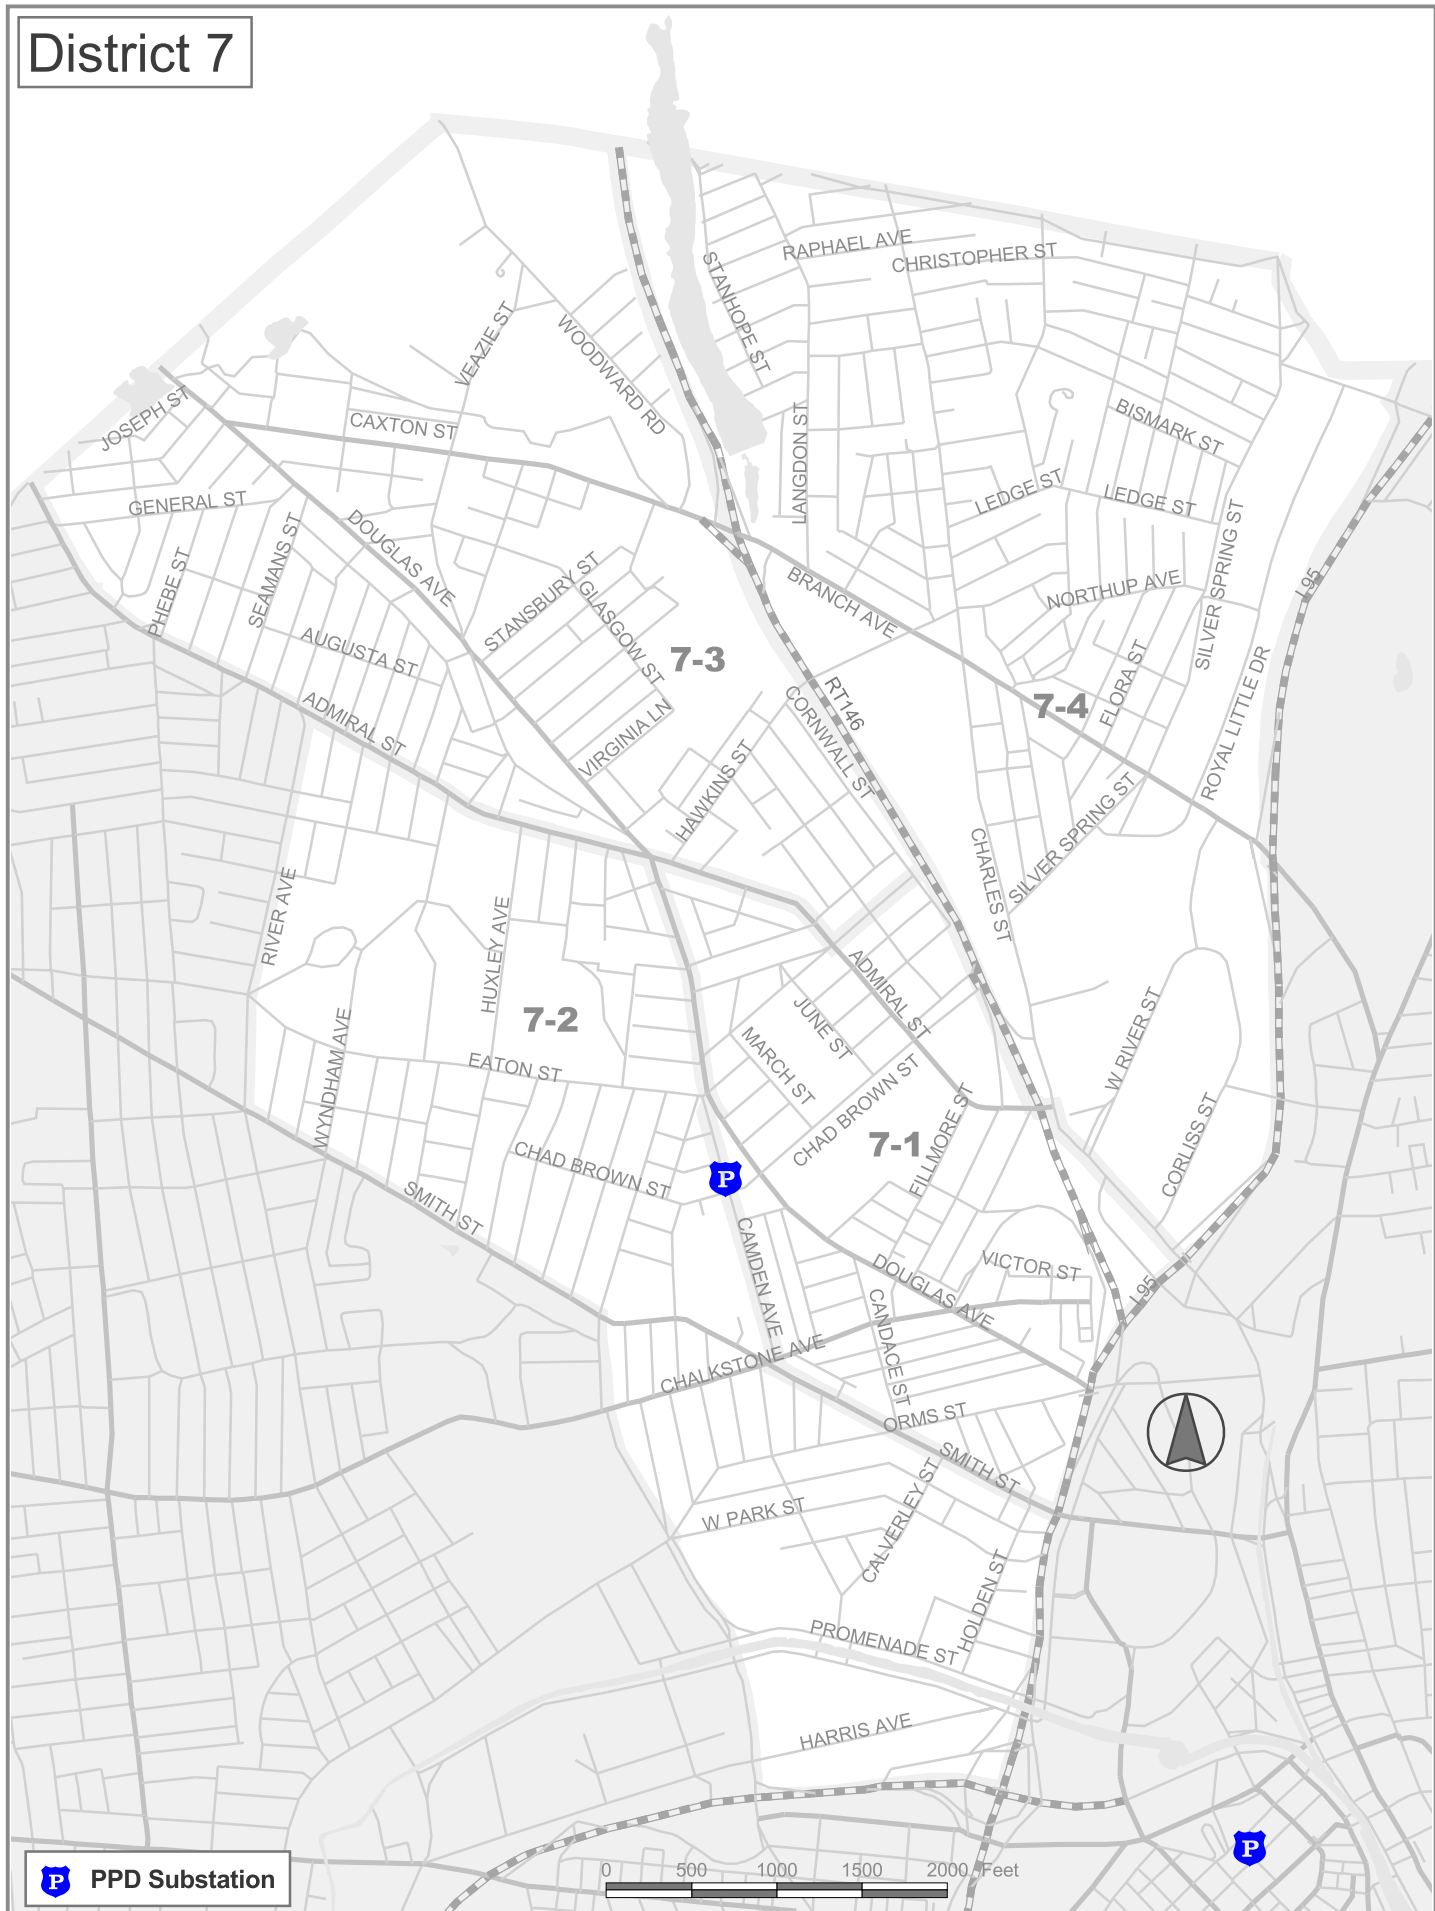 District 7
RAPHAEL AVE
CHRISTOPHER ST
STANHOPE ST
VEAZIE ST
WOODWARD RD
JOSEPH ST
CAXTON ST
LANGDON ST
BISMARK ST
GENERAL ST
LEDGE ST
LEDGE ST
PHEBE ST
SEAMANS ST
DOUGLAS AVE
SILVER SPRING ST
I-95
STANSBURY ST
GLASGOW ST
BRANCH AVE
NORTHUP AVE
AUGUSTA ST
7-3
ADMIRAL ST
VIRGINIA LN
CORNWALL ST
RT146
7-4
FLORA ST
ROYAL LITTLE DR
HAWKINS ST
SILVER SPRING ST
CHARLES ST
RIVER AVE
HUXLEY AVE
7-2
ADMIRAL ST
JUNE ST
MARCH ST
W RIVER ST
WYNDHAM AVE
EATON ST
CHAD BROWN ST
7-1
FILLMORE ST
CORLISS ST
CHAD BROWN ST
P
SMITH ST
CAMDEN AVE
DOUGLAS AVE
VICTOR ST
I-95
CANDACE ST
CHALKSTONE AVE
ORMS ST
SMITH ST
W PARK ST
CALVERLEY ST
HOLDEN ST
PROMENADE ST
HARRIS AVE
P
P PPD Substation
0 500 1000 1500 2000 Feet